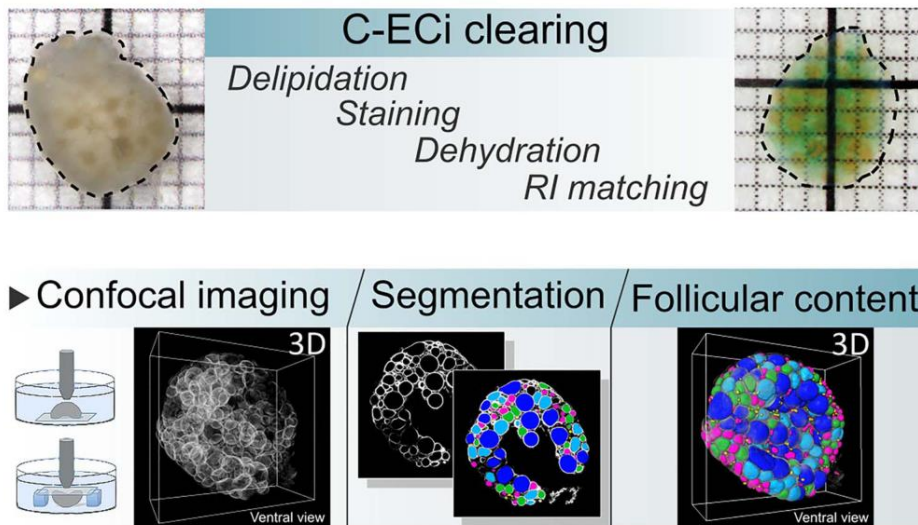 C-ECi clearing
Delipidation
Staining
Dehydration
RI matching
▶ Confocal imaging
Segmentation
Follicular content
3D
Ventral view
3D
Ventral view